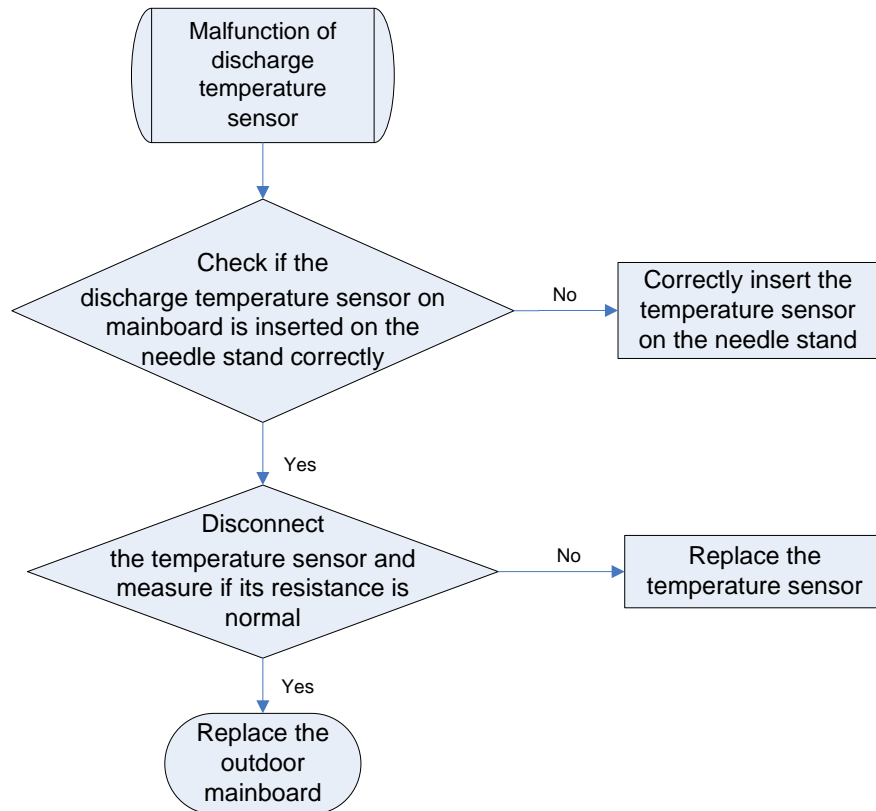 Malfunction of
discharge
temperature
sensor
Check if the
discharge temperature sensor on
mainboard is inserted on the
needle stand correctly
No
Correctly insert the
temperature sensor
on the needle stand
Yes
Disconnect
the temperature sensor and
measure if its resistance is
normal
No
Replace the
temperature sensor
Yes
Replace the
outdoor
mainboard